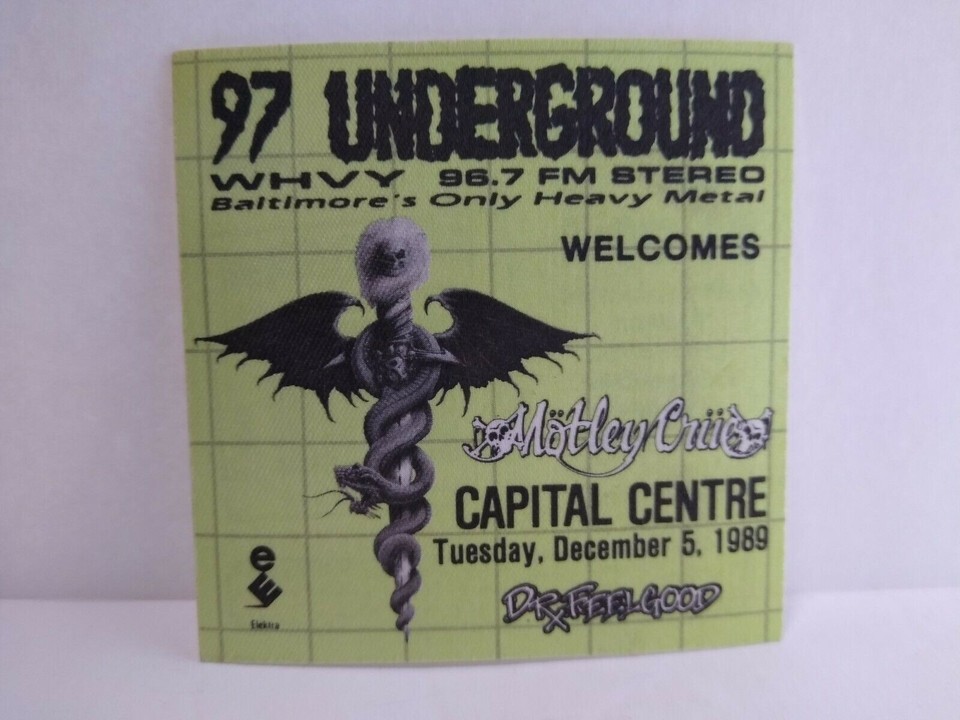 97 UNDERGROUND
WHVY 96.7 FM STEREO
Baltimore's Only Heavy Metal
WELCOMES
Mötley Crüe
CAPITAL CENTRE
Tuesday, December 5, 1989
DR. FEELGOOD
e
Elektra